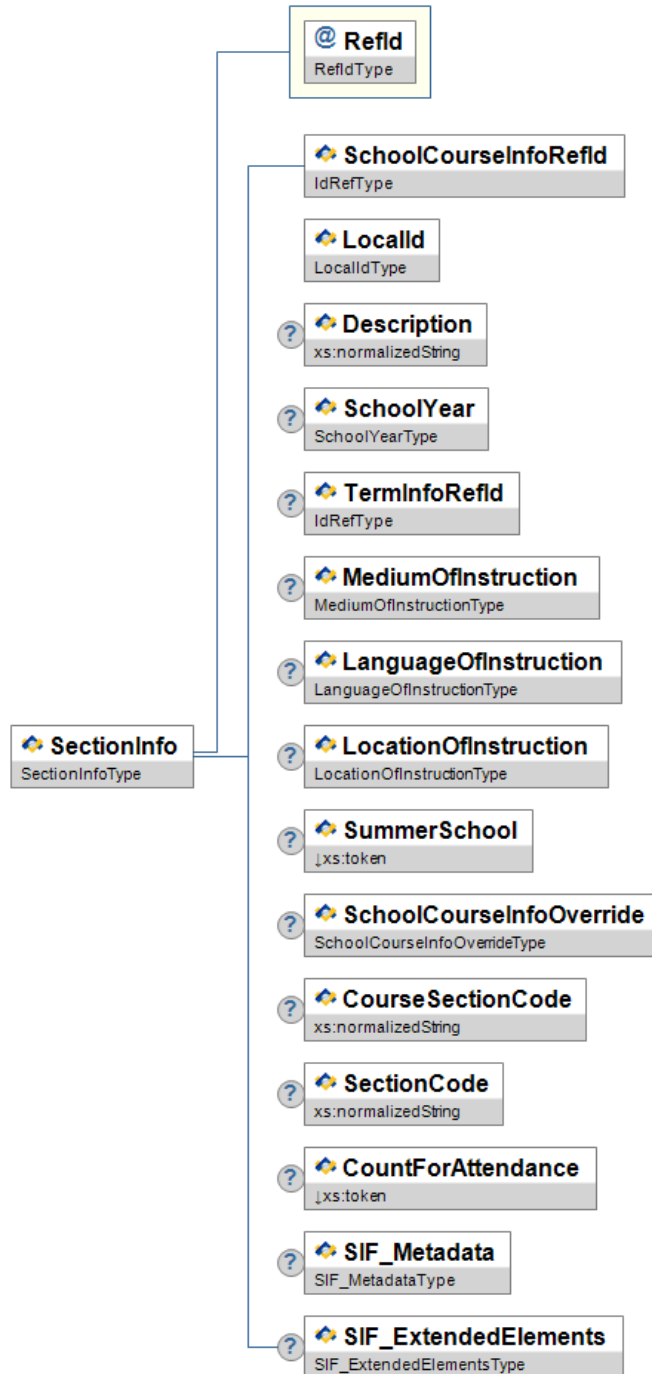 @ RefId
RefIdType
SchoolCourseInfoRefId
IdRefType
LocalId
LocalIdType
? Description
xs:normalizedString
? SchoolYear
SchoolYearType
? TermInfoRefId
IdRefType
? MediumOfInstruction
MediumOfInstructionType
? LanguageOfInstruction
LanguageOfInstructionType
SectionInfo
SectionInfoType
? LocationOfInstruction
LocationOfInstructionType
? SummerSchool
↓xs:token
? SchoolCourseInfoOverride
SchoolCourseInfoOverrideType
? CourseSectionCode
xs:normalizedString
? SectionCode
xs:normalizedString
? CountForAttendance
↓xs:token
? SIF_Metadata
SIF_MetadataType
? SIF_ExtendedElements
SIF_ExtendedElementsType